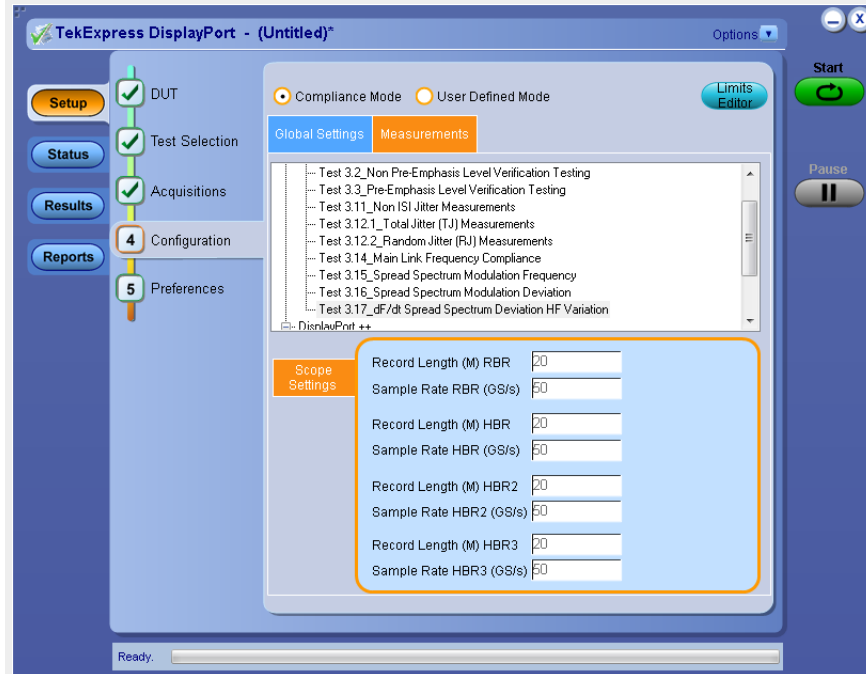 TekExpress DisplayPort - (Untitled)*
Options
X
Start
Pause
Setup
Status
Results
Reports
DUT
Test Selection
Acquisitions
4 Configuration
5 Preferences
Compliance Mode User Defined Mode
Limits
Editor
Global Settings Measurements
Test 3.2_Non Pre-Emphasis Level Verification Testing
Test 3.3_Pre-Emphasis Level Verification Testing
Test 3.11_Non ISI Jitter Measurements
Test 3.12.1_Total Jitter (TJ) Measurements
Test 3.12.2_Random Jitter (RJ) Measurements
Test 3.14_Main Link Frequency Compliance
Test 3.15_Spread Spectrum Modulation Frequency
Test 3.16_Spread Spectrum Modulation Deviation
Test 3.17_dF/dt Spread Spectrum Deviation HF Variation
DisplayPort ++
Scope
Settings
Record Length (M) RBR 20
Sample Rate RBR (GS/s) 50
Record Length (M) HBR 20
Sample Rate HBR (GS/s) 50
Record Length (M) HBR2 20
Sample Rate HBR2 (GS/s) 50
Record Length (M) HBR3 20
Sample Rate HBR3 (GS/s) 50
Ready.